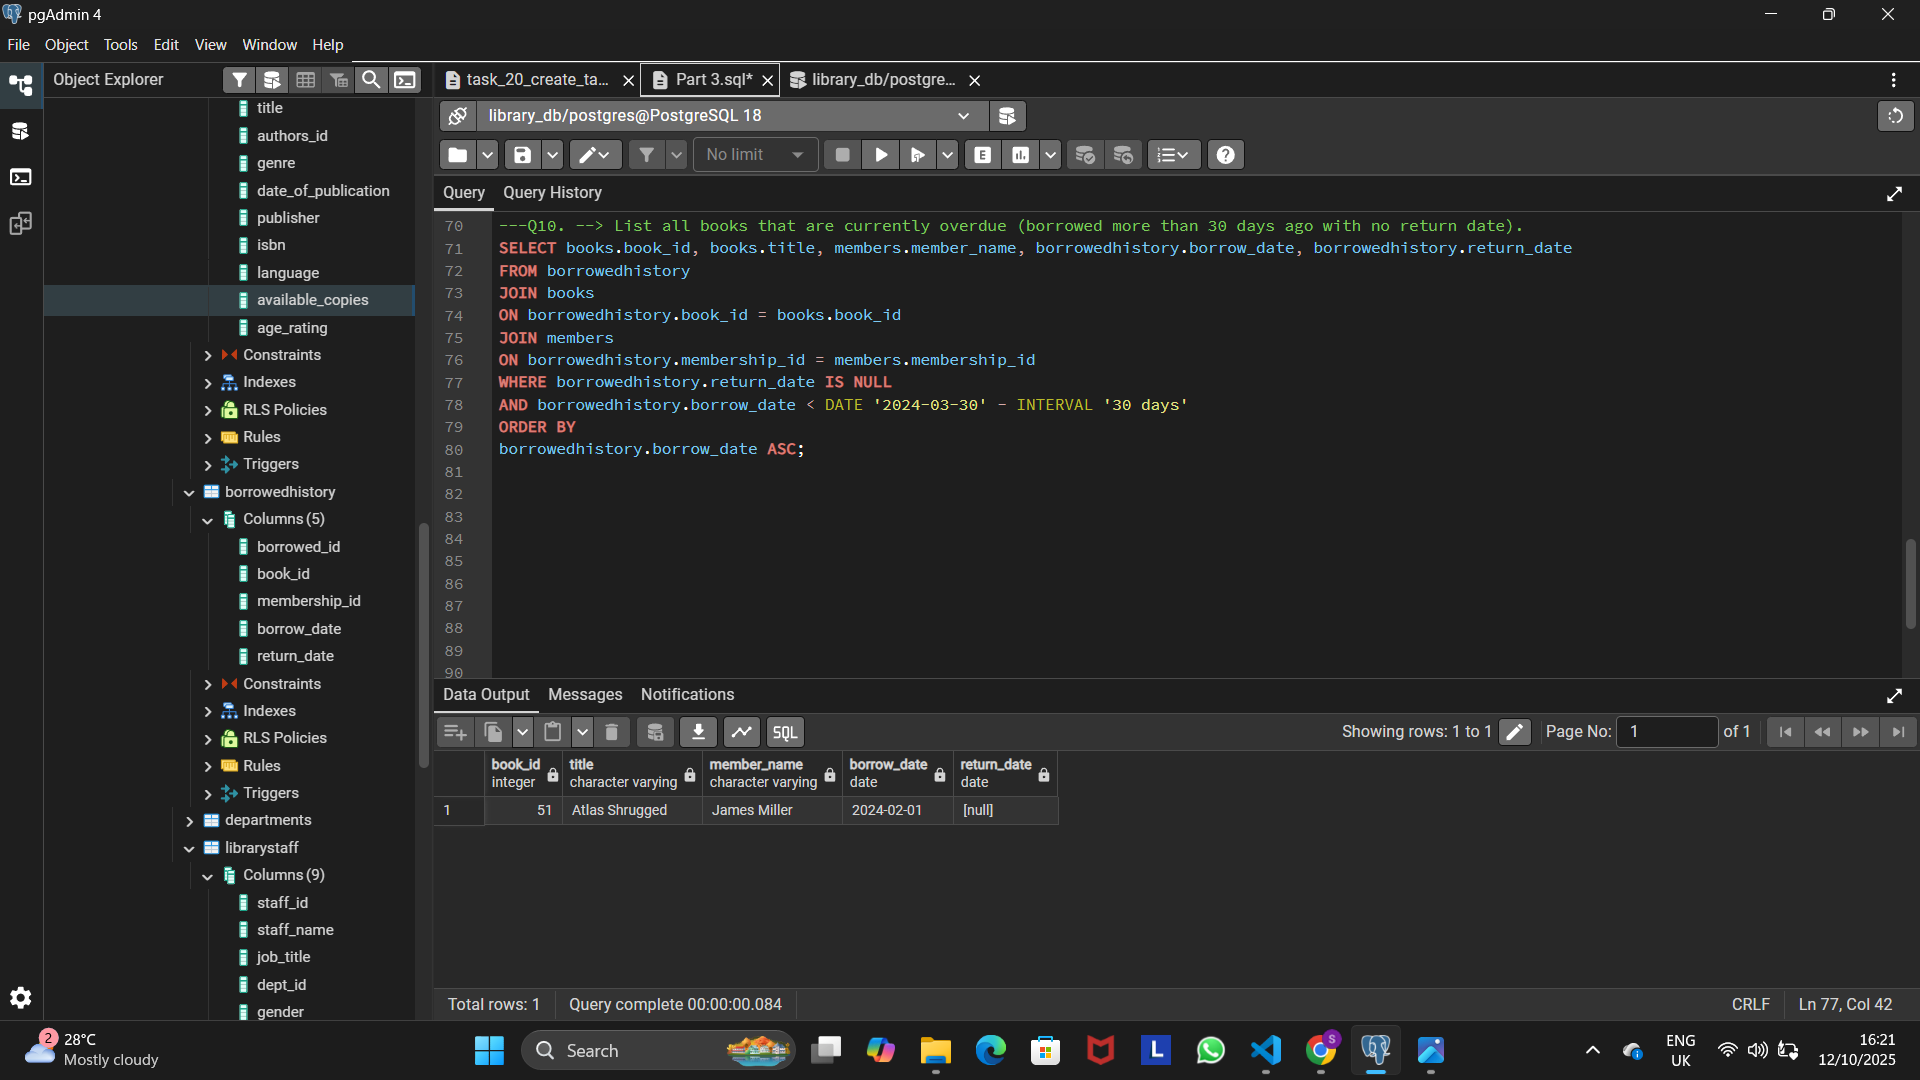 pgAdmin 4
File Object Tools Edit View Window Help
Object Explorer
title
authors_id
genre
date_of_publication
publisher
isbn
language
available_copies
age_rating
Constraints
Indexes
RLS Policies
Rules
Triggers
borrowedhistory
Columns (5)
borrowed_id
book_id
membership_id
borrow_date
return_date
Constraints
Indexes
RLS Policies
Rules
Triggers
departments
librarystaff
Columns (9)
staff_id
staff_name
job_title
dept_id
gender
task_20_create_ta... Part 3.sql* library_db/postgre...
library_db/postgres@PostgreSQL 18
No limit E
Query Query History
70 ---Q10. --> List all books that are currently overdue (borrowed more than 30 days ago with no return date).
71 SELECT books.book_id, books.title, members.member_name, borrowedhistory.borrow_date, borrowedhistory.return_date
72 FROM borrowedhistory
73 JOIN books
74 ON borrowedhistory.book_id = books.book_id
75 JOIN members
76 ON borrowedhistory.membership_id = members.membership_id
77 WHERE borrowedhistory.return_date IS NULL
78 AND borrowedhistory.borrow_date < DATE '2024-03-30' - INTERVAL '30 days'
79 ORDER BY
80 borrowedhistory.borrow_date ASC;
81
82
83
84
85
86
87
88
89
90
Data Output Messages Notifications
SQL Showing rows: 1 to 1 Page No: 1 of 1
book_id title member_name borrow_date return_date
integer character varying character varying date date
1 51 Atlas Shrugged James Miller 2024-02-01 [null]
Total rows: 1 Query complete 00:00:00.084 CRLF Ln 77, Col 42
2 28°C
Mostly cloudy
Search
L
S
ENG
UK
16:21
12/10/2025